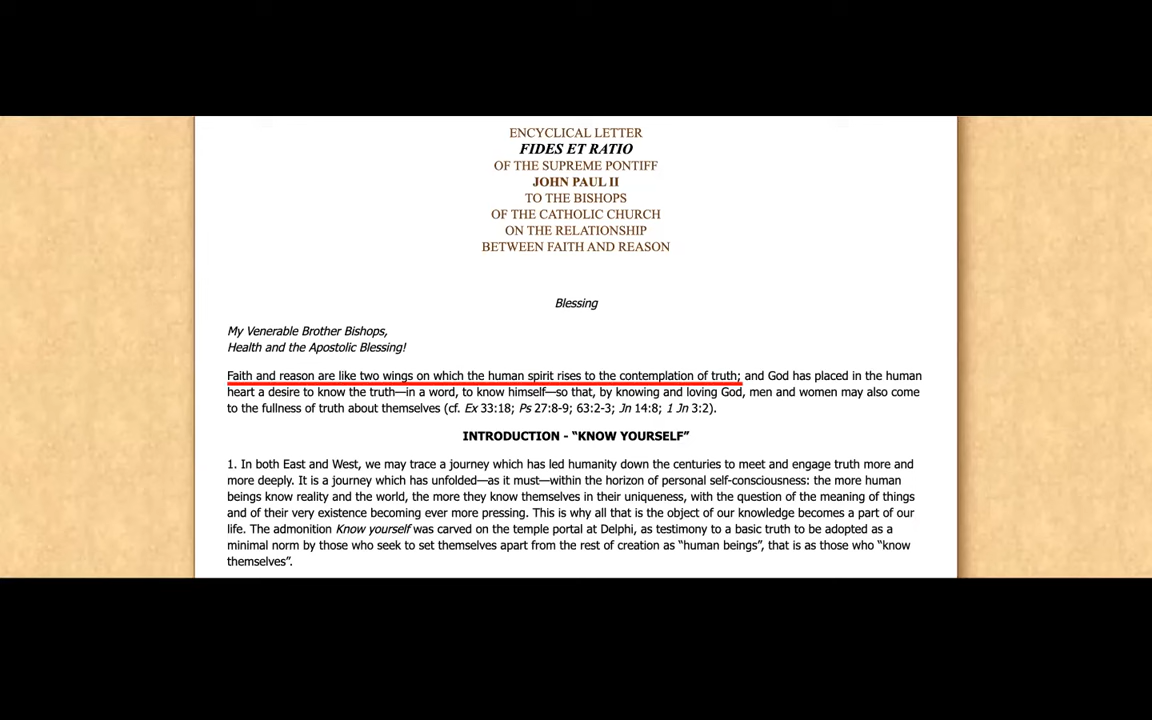 ENCYCLICAL LETTER
FIDES ET RATIO
OF THE SUPREME PONTIFF
JOHN PAUL II
TO THE BISHOPS
OF THE CATHOLIC CHURCH
ON THE RELATIONSHIP
BETWEEN FAITH AND REASON
Blessing
My Venerable Brother Bishops,
Health and the Apostolic Blessing!
Faith and reason are like two wings on which the human spirit rises to the contemplation of truth; and God has placed in the human
heart a desire to know the truth—in a word, to know himself—so that, by knowing and loving God, men and women may also come
to the fullness of truth about themselves (cf. Ex 33:18; Ps 27:8-9; 63:2-3; Jn 14:8; 1 Jn 3:2).
INTRODUCTION - “KNOW YOURSELF”
1. In both East and West, we may trace a journey which has led humanity down the centuries to meet and engage truth more and
more deeply. It is a journey which has unfolded—as it must—within the horizon of personal self-consciousness: the more human
beings know reality and the world, the more they know themselves in their uniqueness, with the question of the meaning of things
and of their very existence becoming ever more pressing. This is why all that is the object of our knowledge becomes a part of our
life. The admonition Know yourself was carved on the temple portal at Delphi, as testimony to a basic truth to be adopted as a
minimal norm by those who seek to set themselves apart from the rest of creation as “human beings”, that is as those who “know
themselves”.